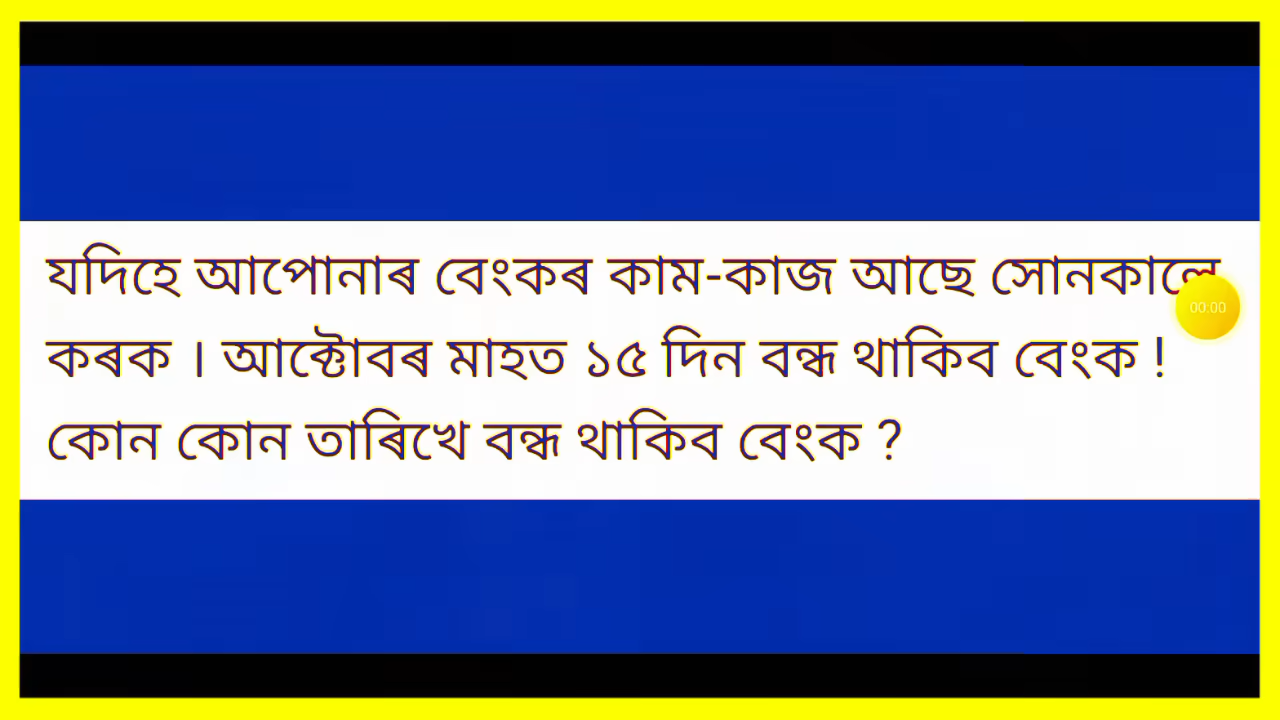 যদিহে আপোনাৰ বেংকৰ কাম-কাজ আছে সোনকালে
00:00
কৰক । আক্টোবৰ মাহত ১৫ দিন বন্ধ থাকিব বেংক !
কোন কোন তাৰিখে বন্ধ থাকিব বেংক ?